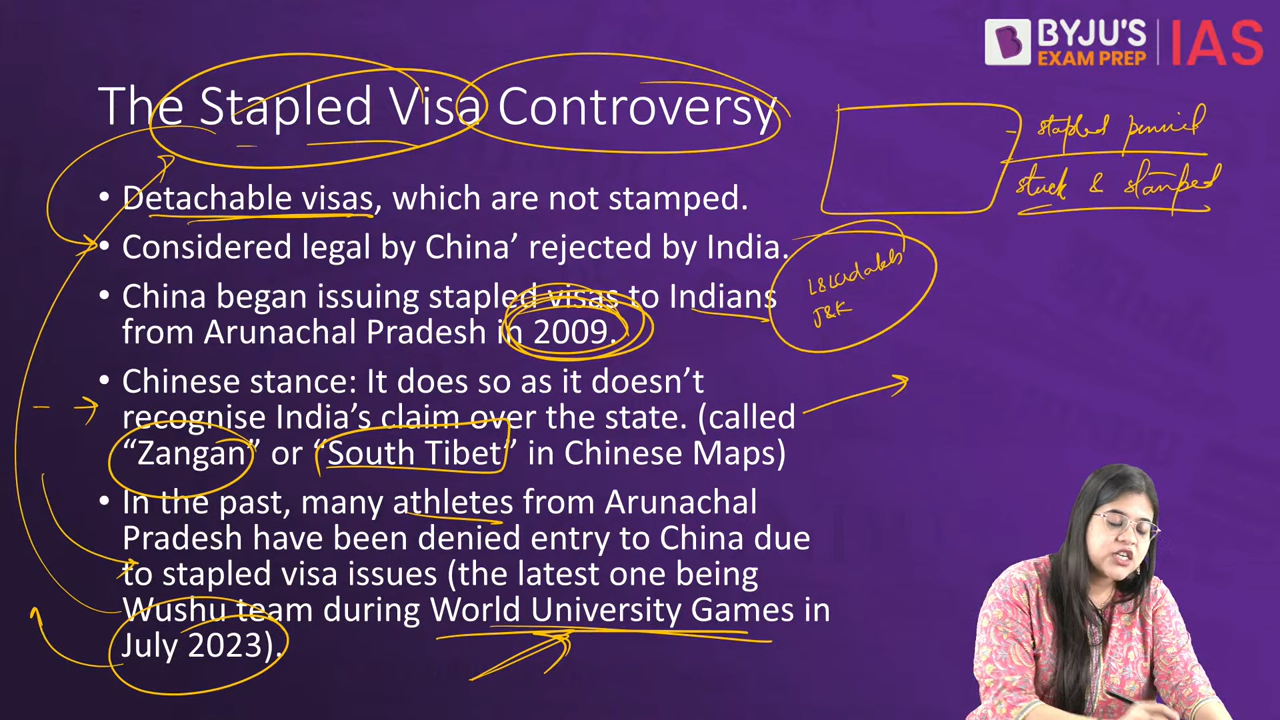 BYJU'S
EXAM PREP
IAS
The Stapled Visa Controversy
stapled permit
stuck & stamped
• Detachable visas, which are not stamped.
• Considered legal by China’ rejected by India.
• China began issuing stapled visas to Indians
from Arunachal Pradesh in 2009.
J&K
• Chinese stance: It does so as it doesn’t
recognise India’s claim over the state. (called
“Zangan” or “South Tibet” in Chinese Maps)
• In the past, many athletes from Arunachal
Pradesh have been denied entry to China due
to stapled visa issues (the latest one being
Wushu team during World University Games in
July 2023).